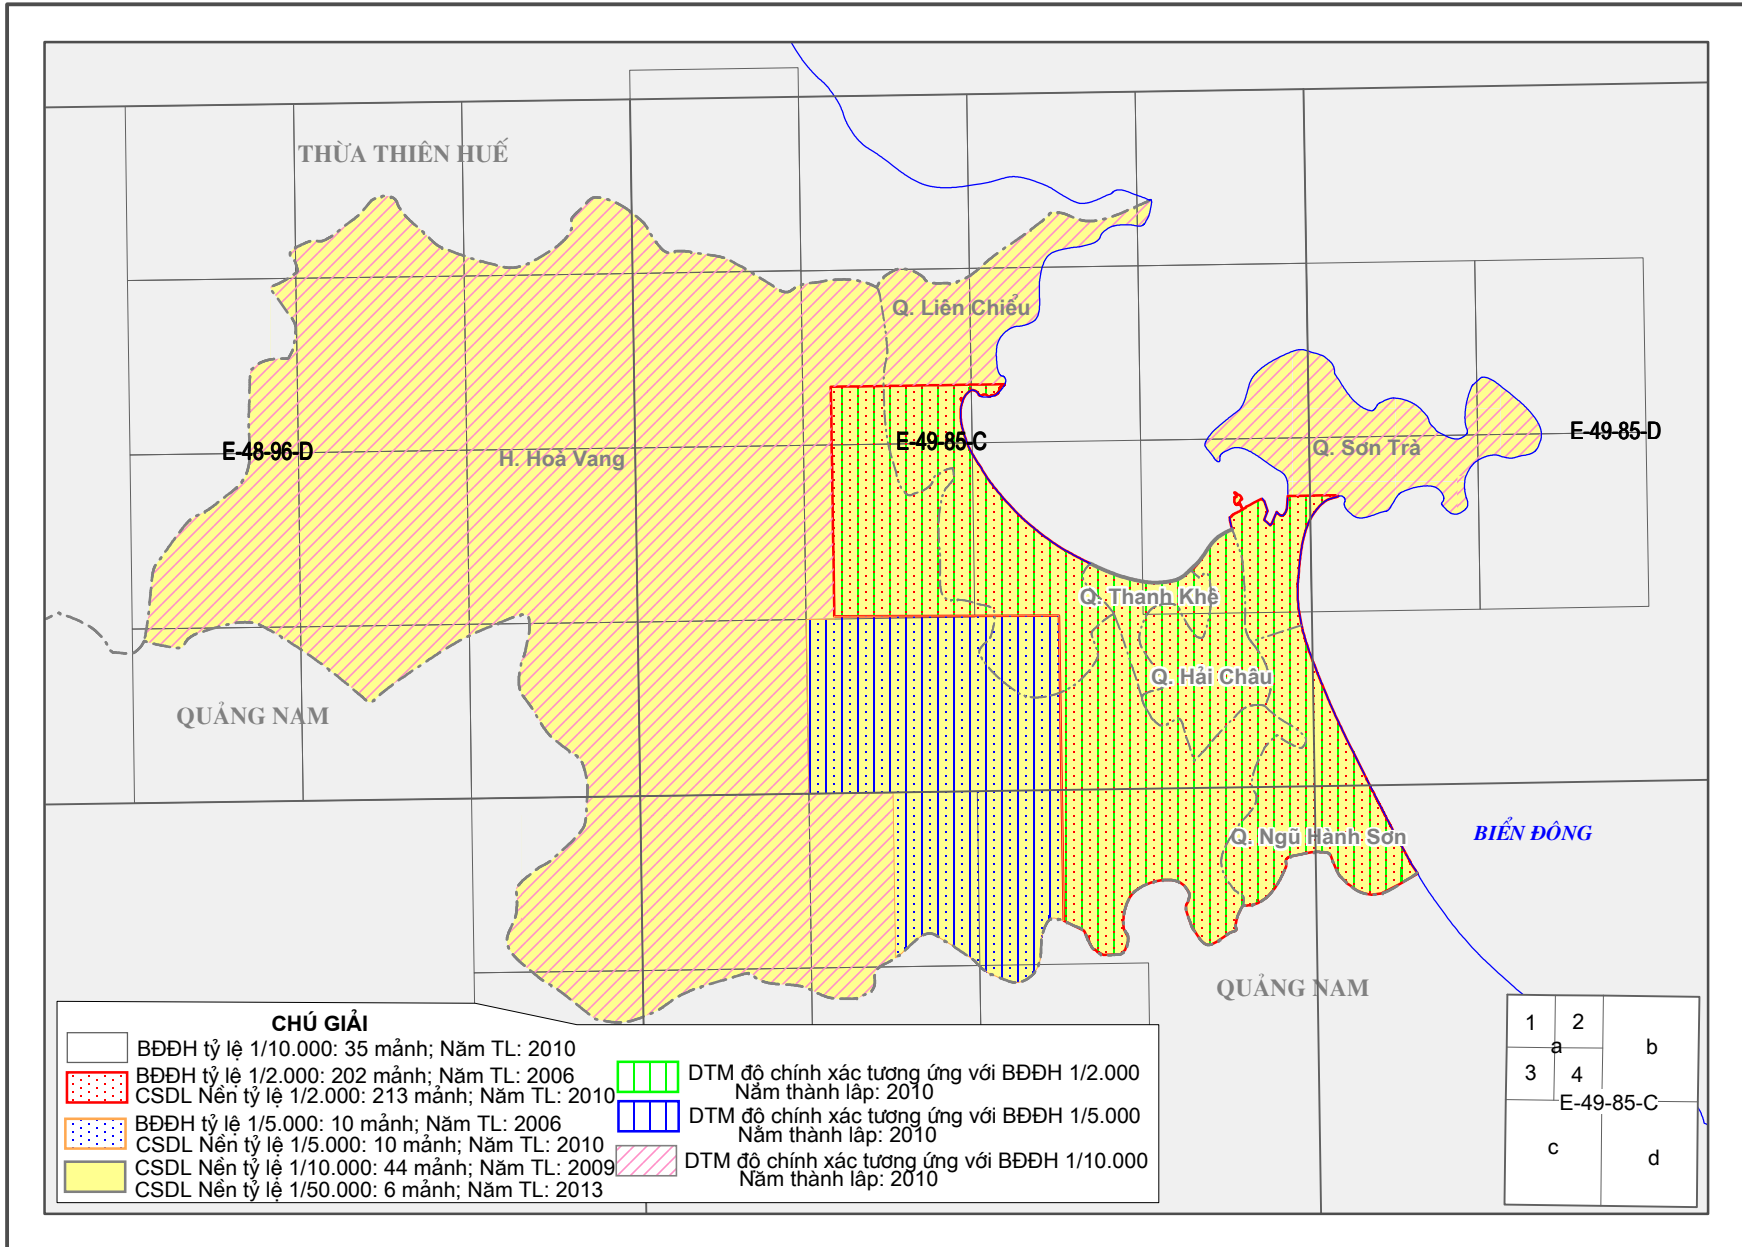 THỪA THIÊN HUẾ
Q. Liên Chiểu
E-48-96-D
H. Hoà Vang
E-49-85-C
Q. Sơn Trà
E-49-85-D
Q. Thanh Khê
Q. Hải Châu
QUẢNG NAM
Q. Ngũ Hành Sơn
BIỂN ĐÔNG
QUẢNG NAM
CHÚ GIẢI
BĐĐH tỷ lệ 1/10.000: 35 mảnh; Năm TL: 2010
BĐĐH tỷ lệ 1/2.000: 202 mảnh; Năm TL: 2006
CSDL Nền tỷ lệ 1/2.000: 213 mảnh; Năm TL: 2010
BĐĐH tỷ lệ 1/5.000: 10 mảnh; Năm TL: 2006
CSDL Nền tỷ lệ 1/5.000: 10 mảnh; Năm TL: 2010
CSDL Nền tỷ lệ 1/10.000: 44 mảnh; Năm TL: 2009
CSDL Nền tỷ lệ 1/50.000: 6 mảnh; Năm TL: 2013
DTM độ chính xác tương ứng với BĐĐH 1/2.000
Năm thành lập: 2010
DTM độ chính xác tương ứng với BĐĐH 1/5.000
Năm thành lập: 2010
DTM độ chính xác tương ứng với BĐĐH 1/10.000
Năm thành lập: 2010
1 2
a b
3 4
E-49-85-C
c d